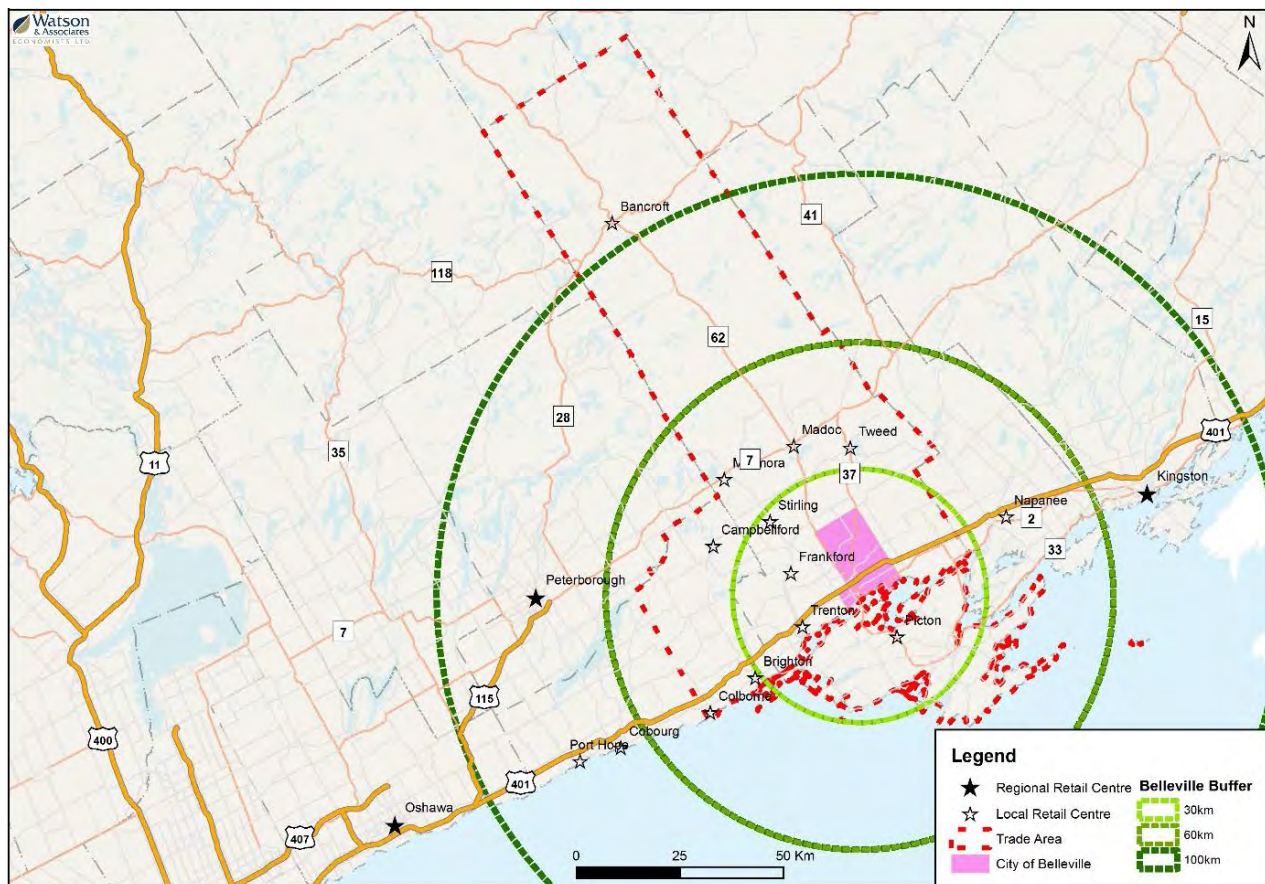 Watson
& Associates
ECONOMISTS LTD.
N
Bancroft
41
118
15
62
28
401
Madoc
Tweed
11
35
7
Marmora
37
Kingston
Stirling
Napanee
2
Campbellford
33
Frankford
Peterborough
Trenton
7
Picton
Brighton
115
Colborne
400
Cobourg
Port Hope
401
Oshawa
407
0 25 50 Km
Legend
Regional Retail Centre
Local Retail Centre
Trade Area
City of Belleville
Belleville Buffer
30km
60km
100km